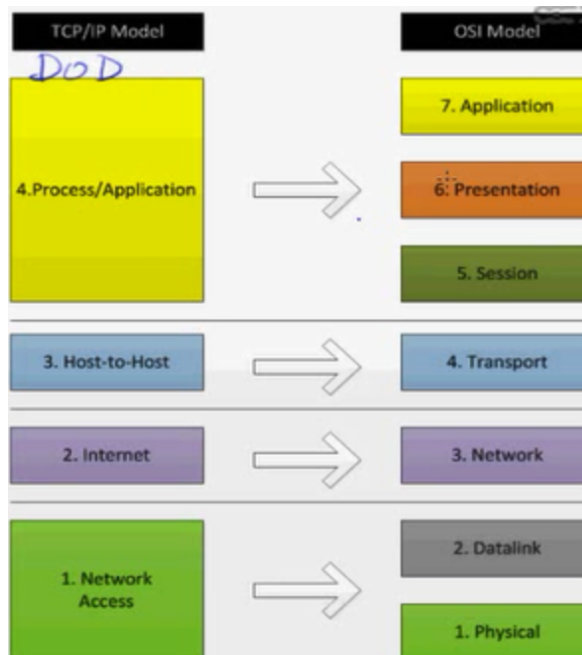 TCP/IP Model
OSI Model
DOD
4.Process/Application
7. Application
6. Presentation
5. Session
3. Host-to-Host
4. Transport
2. Internet
3. Network
1. Network
Access
2. Datalink
1. Physical